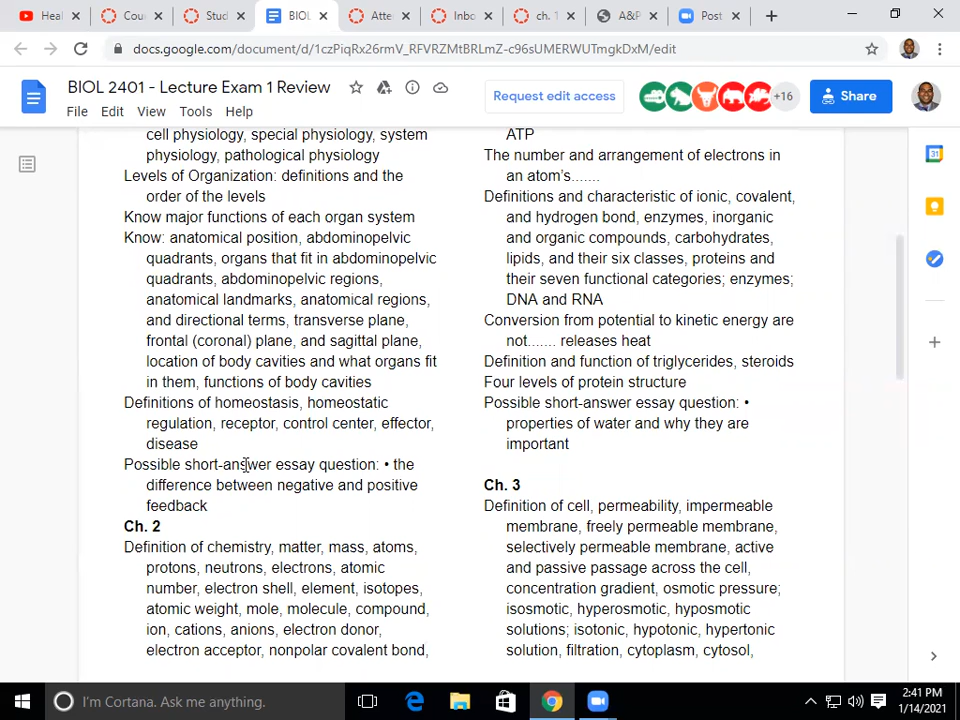 Heal
Cour
Stud
BIOL
Atte
Inbo
ch. 1
A&P
Post
docs.google.com/document/d/1czPiqRx26rmV_RFVRZMtBRLmZ-c96sUMERWUTmgkDxM/edit
BIOL 2401 - Lecture Exam 1 Review
File Edit View Tools Help
Request edit access
+16
Share
31
cell physiology, special physiology, system
physiology, pathological physiology
Levels of Organization: definitions and the
order of the levels
Know major functions of each organ system
Know: anatomical position, abdominopelvic
quadrants, organs that fit in abdominopelvic
quadrants, abdominopelvic regions,
anatomical landmarks, anatomical regions,
and directional terms, transverse plane,
frontal (coronal) plane, and sagittal plane,
location of body cavities and what organs fit
in them, functions of body cavities
Definitions of homeostasis, homeostatic
regulation, receptor, control center, effector,
disease
Possible short-answer essay question: • the
difference between negative and positive
feedback
Ch. 2
Definition of chemistry, matter, mass, atoms,
protons, neutrons, electrons, atomic
number, electron shell, element, isotopes,
atomic weight, mole, molecule, compound,
ion, cations, anions, electron donor,
electron acceptor, nonpolar covalent bond,
ATP
The number and arrangement of electrons in
an atom’s.......
Definitions and characteristic of ionic, covalent,
and hydrogen bond, enzymes, inorganic
and organic compounds, carbohydrates,
lipids, and their six classes, proteins and
their seven functional categories; enzymes;
DNA and RNA
Conversion from potential to kinetic energy are
not....... releases heat
Definition and function of triglycerides, steroids
Four levels of protein structure
Possible short-answer essay question: •
properties of water and why they are
important
Ch. 3
Definition of cell, permeability, impermeable
membrane, freely permeable membrane,
selectively permeable membrane, active
and passive passage across the cell,
concentration gradient, osmotic pressure;
isosmotic, hyperosmotic, hyposmotic
solutions; isotonic, hypotonic, hypertonic
solution, filtration, cytoplasm, cytosol,
I'm Cortana. Ask me anything.
2:41 PM
1/14/2021